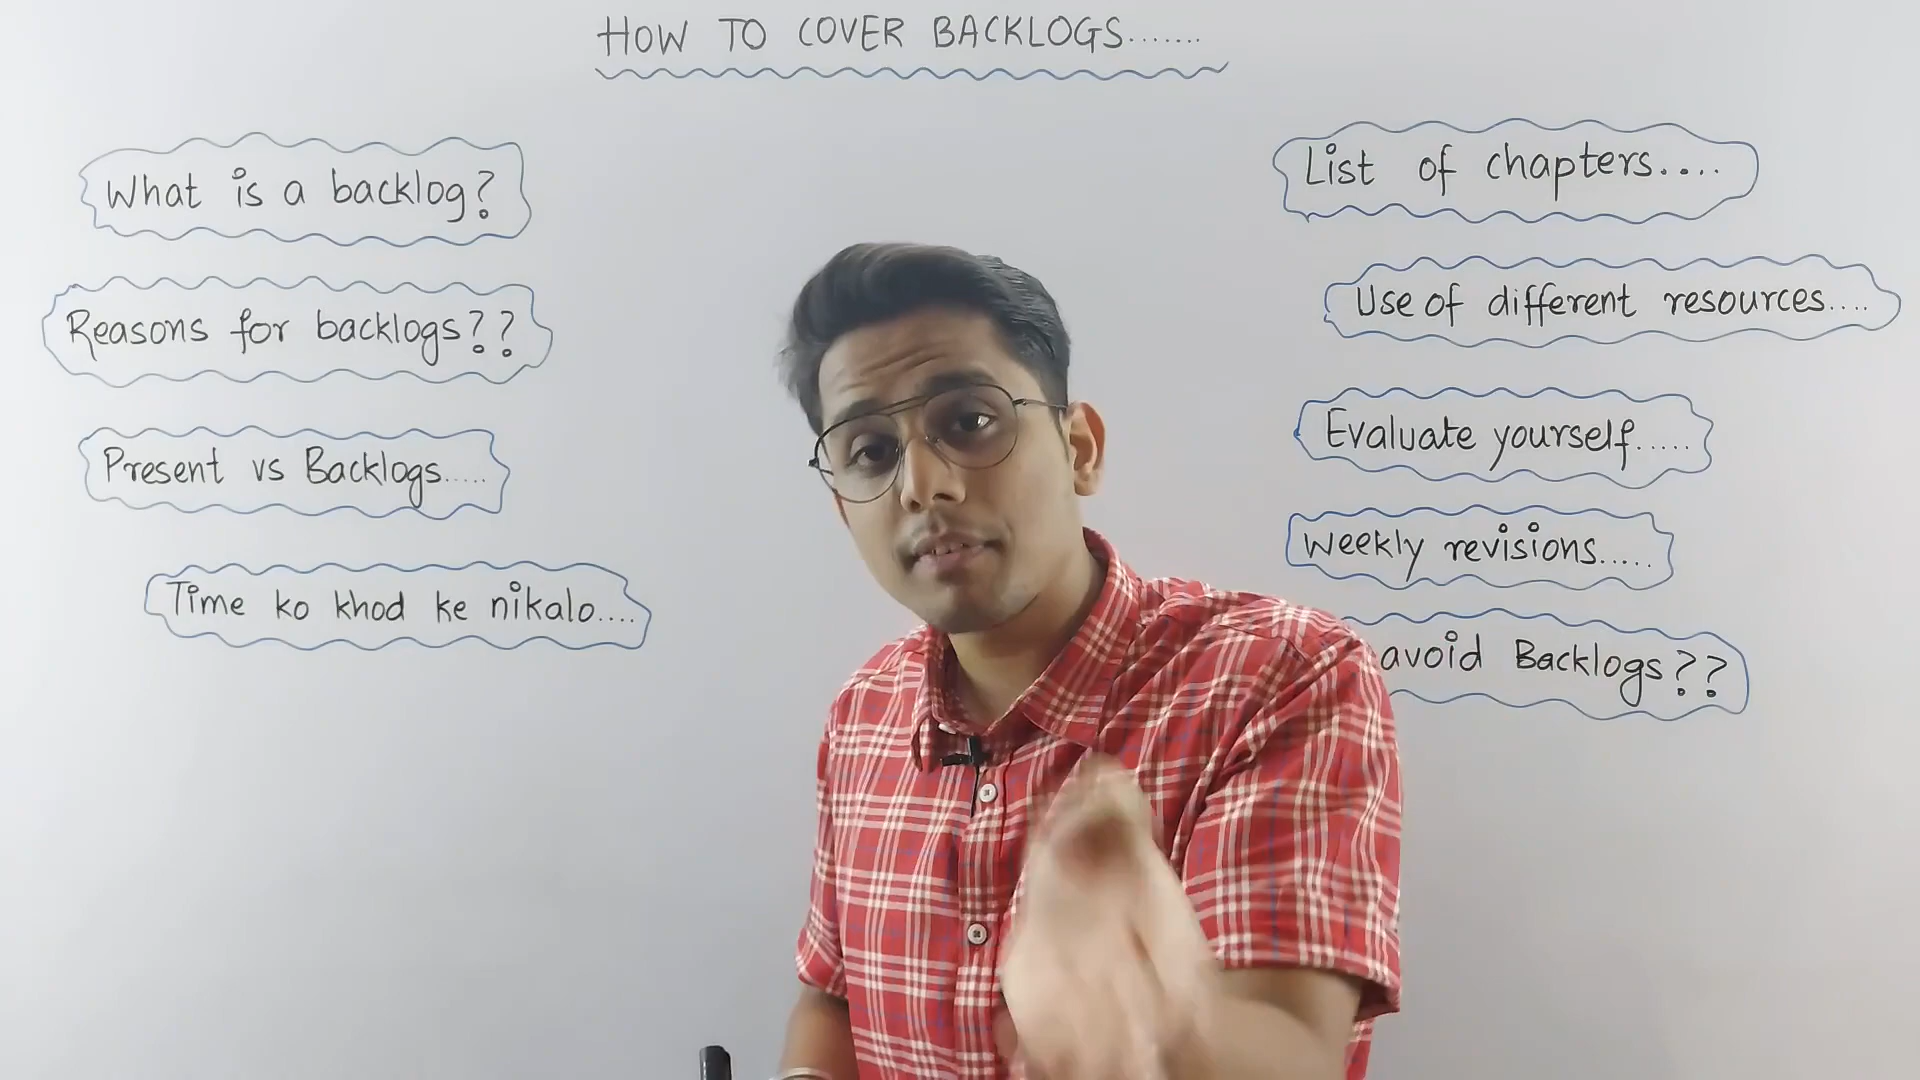 HOW TO COVER BACKLOGS.......
What is a backlog?
Reasons for backlogs??
Present vs Backlogs.....
Time ko khod ke nikalo....
List of chapters....
Use of different resources....
Evaluate yourself.....
Weekly revisions.....
avoid Backlogs??